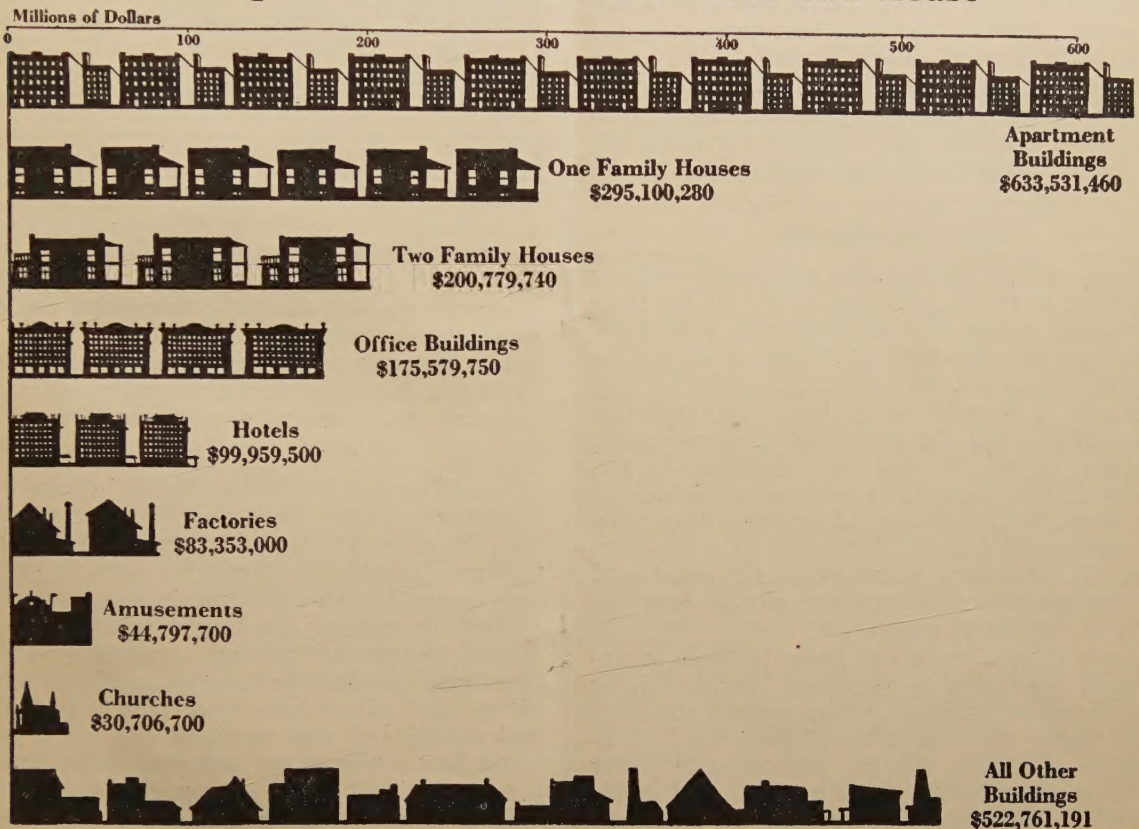 Millions of Dollars
0 100 200 300 400 500 600
Apartment
Buildings
$633,531,460
One Family Houses
$295,100,280
Two Family Houses
$200,779,740
Office Buildings
$175,579,750
Hotels
$99,959,500
Factories
$83,353,000
Amusements
$44,797,700
Churches
$30,706,700
All Other
Buildings
$522,761,191